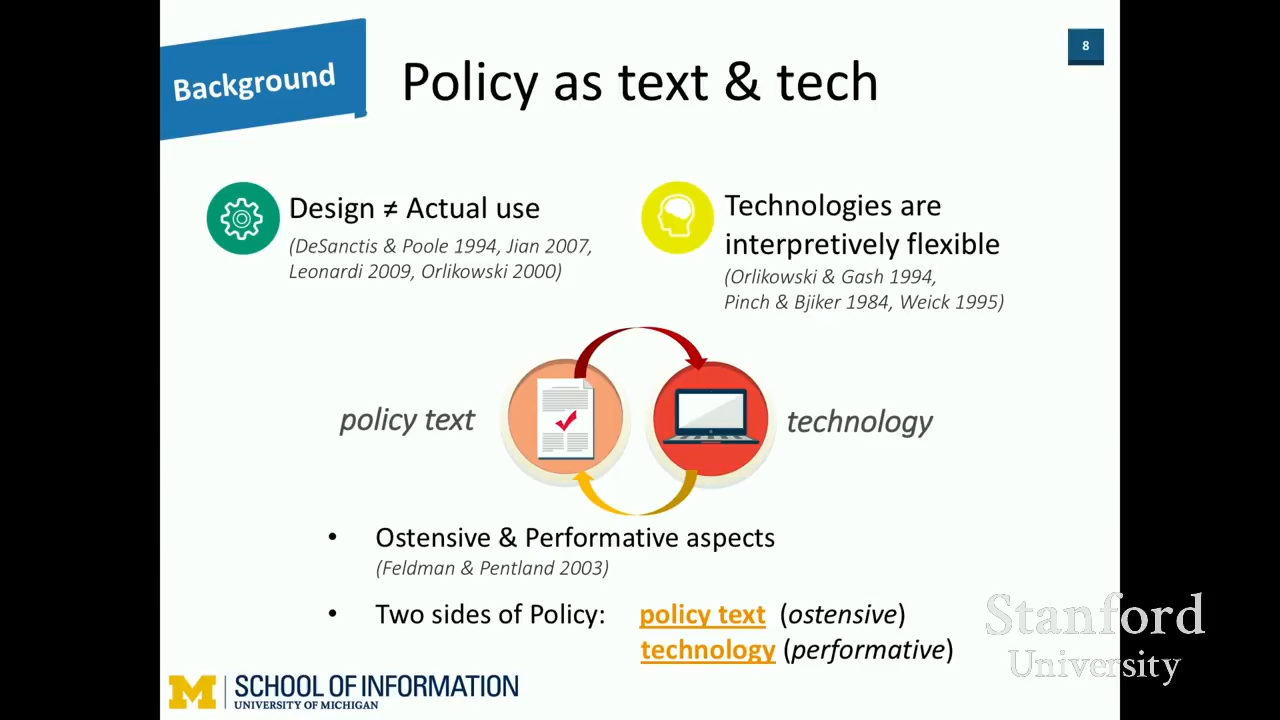 Background
Policy as text & tech
8
Design ≠ Actual use
(DeSanctis & Poole 1994, Jian 2007,
Leonardi 2009, Orlikowski 2000)
Technologies are
interpretively flexible
(Orlikowski & Gash 1994,
Pinch & Bjiker 1984, Weick 1995)
policy text
technology
• Ostensive & Performative aspects
(Feldman & Pentland 2003)
• Two sides of Policy: policy text (ostensive)
technology (performative)
Stanford
University
M SCHOOL OF INFORMATION
UNIVERSITY OF MICHIGAN